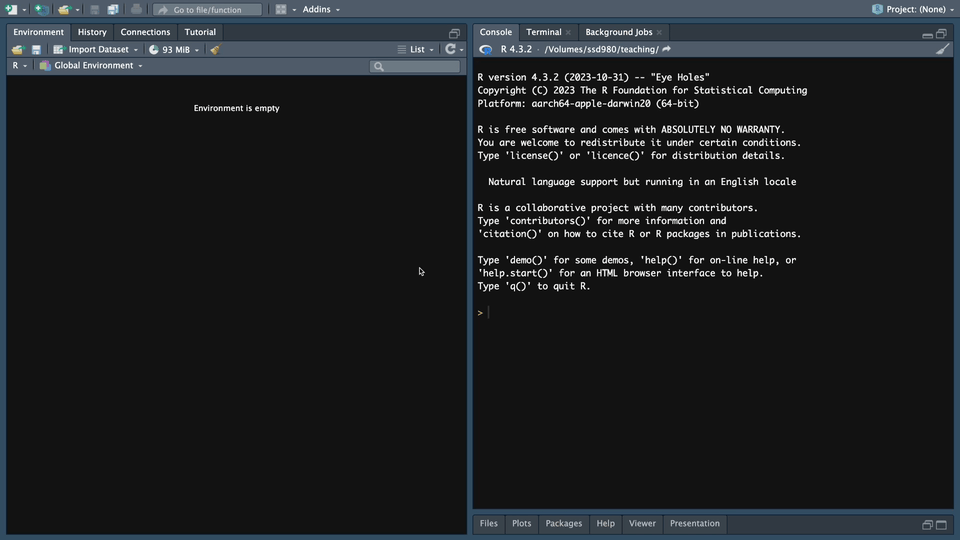 Go to file/function
Addins
Project: (None)
Environment
History
Connections
Tutorial
Import Dataset
93 MiB
List
R
Global Environment
Environment is empty
Console
Terminal
Background Jobs
R 4.3.2 · /Volumes/ssd980/teaching/
R version 4.3.2 (2023-10-31) -- "Eye Holes"
Copyright (C) 2023 The R Foundation for Statistical Computing
Platform: aarch64-apple-darwin20 (64-bit)
R is free software and comes with ABSOLUTELY NO WARRANTY.
You are welcome to redistribute it under certain conditions.
Type 'license()' or 'licence()' for distribution details.
Natural language support but running in an English locale
R is a collaborative project with many contributors.
Type 'contributors()' for more information and
'citation()' on how to cite R or R packages in publications.
Type 'demo()' for some demos, 'help()' for on-line help, or
'help.start()' for an HTML browser interface to help.
Type 'q()' to quit R.
>
Files
Plots
Packages
Help
Viewer
Presentation